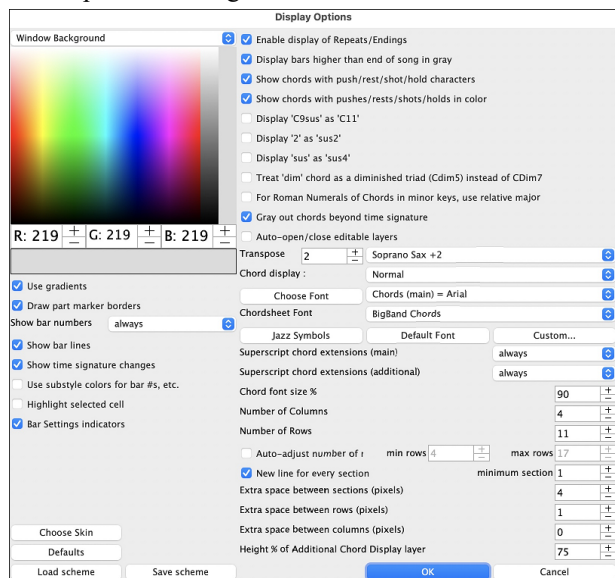 Display Options
Window Background
R: 219 + − G: 219 + − B: 219 + −
Use gradients
Draw part marker borders
Show bar numbers always
Show bar lines
Show time signature changes
Use substyle colors for bar #s, etc.
Highlight selected cell
Bar Settings indicators
Choose Skin
Defaults
Load scheme Save scheme
Enable display of Repeats/Endings
Display bars higher than end of song in gray
Show chords with push/rest/shot/hold characters
Show chords with pushes/rests/shots/holds in color
Display 'C9sus' as 'C11'
Display '2' as 'sus2'
Display 'sus' as 'sus4'
Treat 'dim' chord as a diminished triad (Cdim5) instead of CDim7
For Roman Numerals of Chords in minor keys, use relative major
Gray out chords beyond time signature
Auto-open/close editable layers
Transpose 2 + − Soprano Sax +2
Chord display : Normal
Choose Font Chords (main) = Arial
Chordsheet Font BigBand Chords
Jazz Symbols Default Font Custom...
Superscript chord extensions (main) always
Superscript chord extensions (additional) always
Chord font size % 90 + −
Number of Columns 4 + −
Number of Rows 11 + −
Auto-adjust number of min rows 4 + − max rows 17 + −
New line for every section minimum section 1 + −
Extra space between sections (pixels) 4 + −
Extra space between rows (pixels) 1 + −
Extra space between columns (pixels) 0 + −
Height % of Additional Chord Display layer 75 + −
OK Cancel